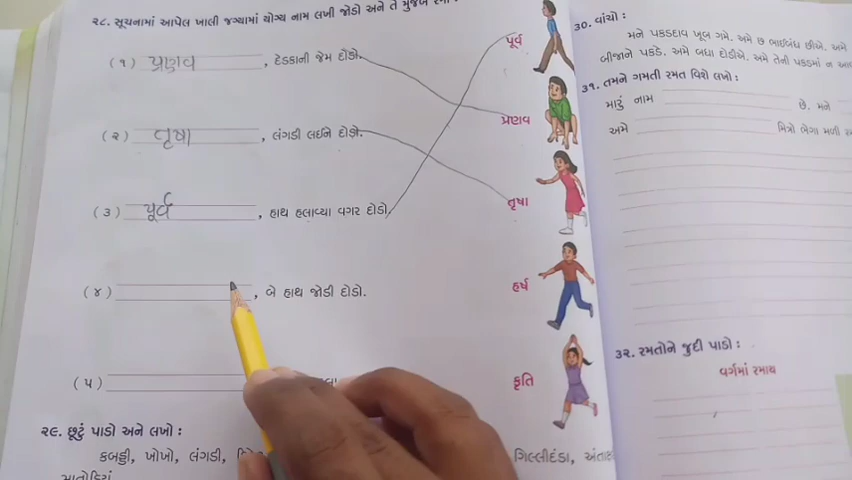 ૨૮. સૂચનામાં આપેલ ખાલી જગ્યામાં યોગ્ય નામ લખી જોડો અને તે મુજબ
(૧) પ્રણવ, દેડકાની જેમ દોડો.
(૨) તૃષા, લંગડી લઈને દોડો.
(૩) પૂર્વ, હાથ હલાવ્યા વગર દોડો.
(૪) , બે હાથ જોડી દોડો.
(૫)
પૂર્વ
પ્રણવ
તૃષા
હર્ષ
કૃતિ
૨૯. છૂટું પાડો અને લખો :
કબડ્ડી, ખોખો, લંગડી,
ગિલ્લીદંડા,
૩૦. વાંચો :
મને પકડદાવ ખૂબ ગમે. અમે છ ભાઈબંધ છીએ. અમે
બીજાને પકડે. અમે બધા દોડીએ. અમે તેની પકડમાં ન
૩૧. તમને ગમતી રમત વિશે લખો :
મારું નામ છે. મને
અમે મિત્રો ભેગા મળી
૩૨. રમતોને જુદી પાડો :
વર્ગમાં રમાય